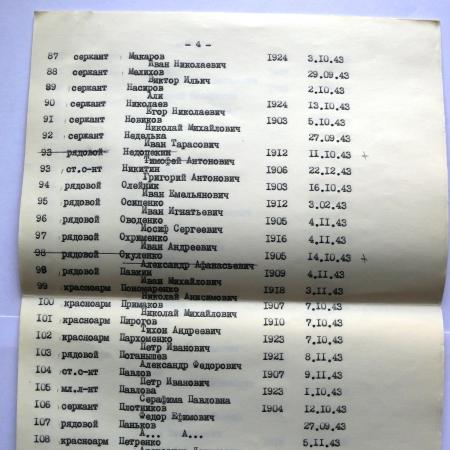 - 4 -
87 сержант Макаров 1924 3.10.43
Иван Николаевич
88 сержант Мелихов 29.09.43
Виктор Ильич
89 сержант Насиров 2.10.43
Али
90 сержант Николаев 1924 13.10.43
Егор Николаевич
91 сержант Новиков 1903 5.10.43
Николай Михайлович
92 сержант Неделька 27.09.43
Иван Тарасович
93 рядовой Недопекин 1912 11.10.43 +
Тимофей Антонович
93 ст.с-нт Никитин 1906 22.12.43
Григорий Антонович
94 рядовой Олейник 1903 16.10.43
Иван Емельянович
95 рядовой Осипенко 1912 3.02.43
Иван Игнатьевич
96 рядовой Оводенко 1905 4.11.43
Иосиф Сергеевич
97 рядовой Охрименко 1916 4.11.43
Иван Андреевич
98 рядовой Окуленко 1905 14.10.43 +
Александр Афанасьевич
98 рядовой Павкин 1909 4.11.43
Иван Михайлович
99 красноарм Пономаренко 1918 3.11.43
Николай Анисимович
100 красноарм Примаков 1907 7.10.43
Николай Михайлович
101 красноарм Пирогов 1910 7.10.43
Тихон Андреевич
102 красноарм Пархоменко 1923 7.10.43
Петр Иванович
103 рядовой Потанышев 1921 8.11.43
Александр Федорович
104 ст.с-нт Павлов 1907 9.11.43
Петр Иванович
105 мл.л-нт Павлова 1923 1.10.43
Серафима Павловна
106 сержант Плотников 1904 12.10.43
Федор Ефимович
107 рядовой Паньков 27.09.43
А... А...
108 красноарм Петренко 5.11.43